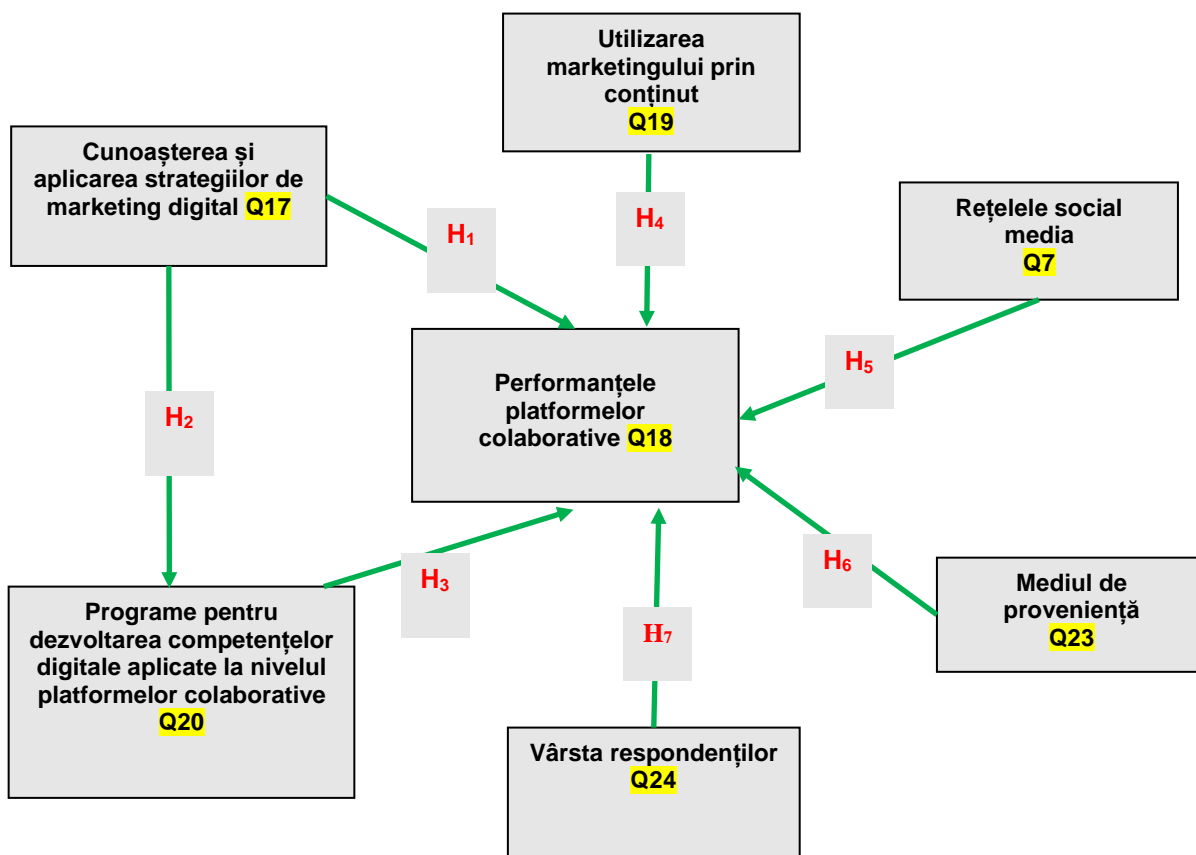 Utilizarea
marketingului prin
conținut
Q19
Cunoașterea și
aplicarea strategiilor de
marketing digital Q17
Rețelele social
media
Q7
H1
H4
H5
Performanțele
platformelor
colaborative Q18
H2
H3
H6
H7
Mediul de
proveniență
Q23
Programe pentru
dezvoltarea competențelor
digitale aplicate la nivelul
platformelor colaborative
Q20
Vârsta respondenților
Q24